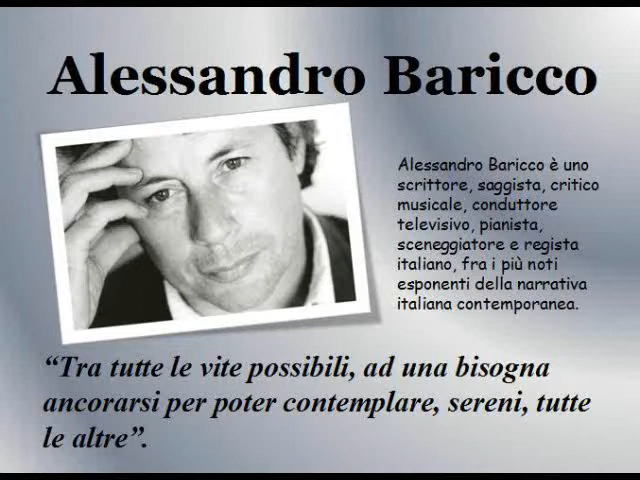 Alessandro Baricco
Alessandro Baricco è uno
scrittore, saggista, critico
musicale, conduttore
televisivo, pianista,
sceneggiatore e regista
italiano, fra i più noti
esponenti della narrativa
italiana contemporanea.
“Tra tutte le vite possibili, ad una bisogna
ancorarsi per poter contemplare, sereni, tutte
le altre”.